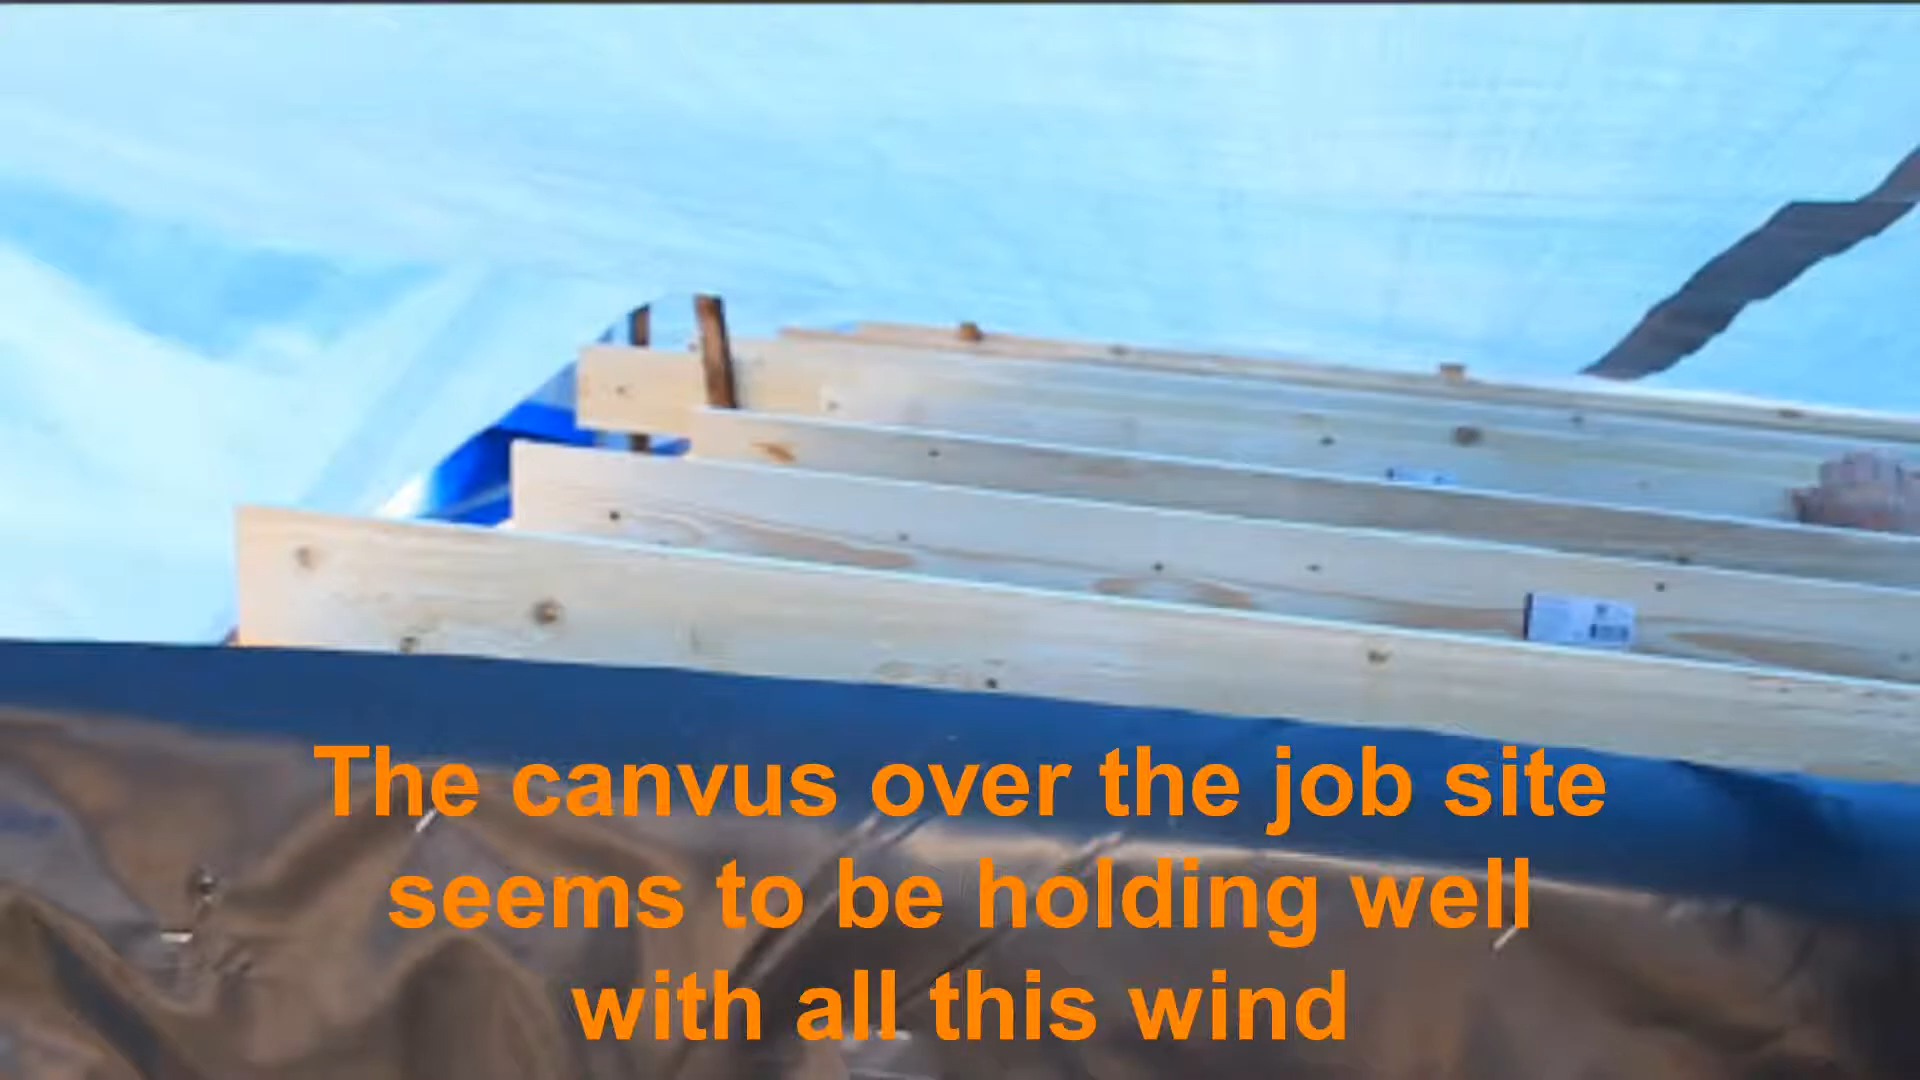 The canvus over the job site
seems to be holding well
with all this wind